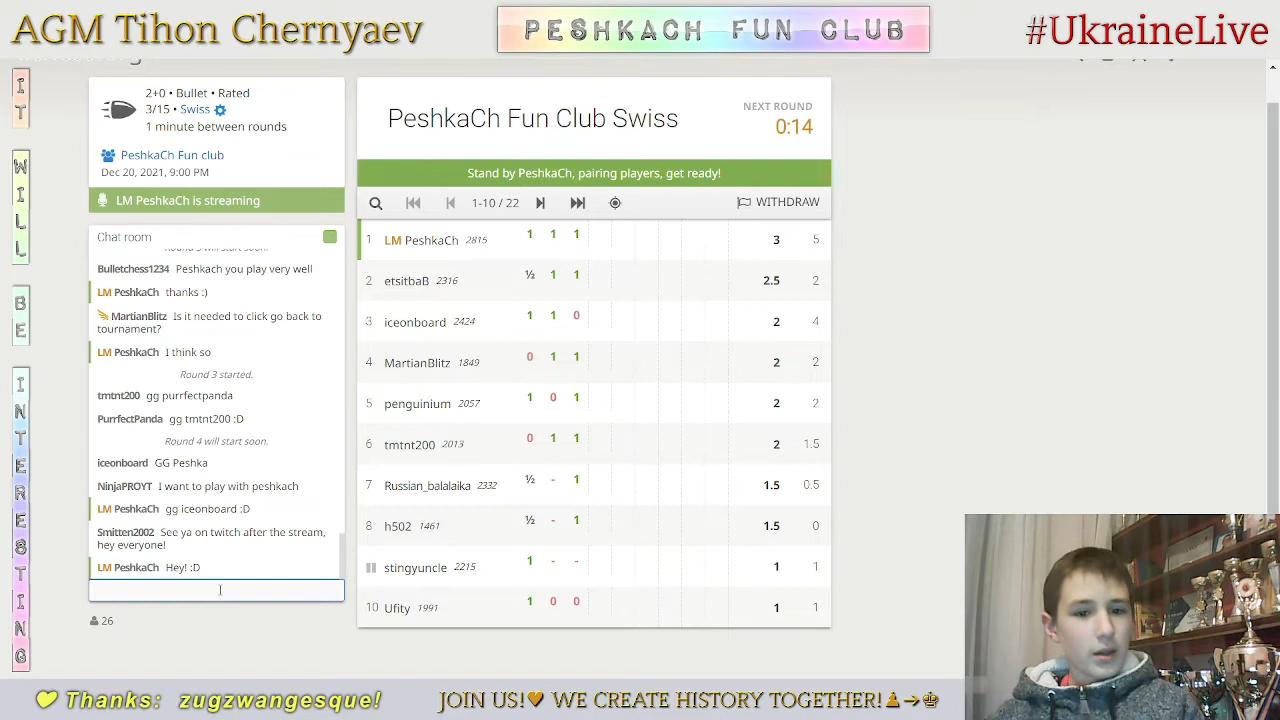 AGM Tihon Chernyaev
PESHKACH FUN CLUB
#UkraineLive
IT
WILL
BE
INTERESTING
2+0 • Bullet • Rated
3/15 • Swiss
1 minute between rounds
PeshkaCh Fun club
Dec 20, 2021, 9:00 PM
LM PeshkaCh is streaming
Chat room
Round 3 will start soon.
Bulletchess1234 Peshkach you play very well
LM PeshkaCh thanks :)
MartianBlitz Is it needed to click go back to
tournament?
LM PeshkaCh I think so
Round 3 started.
tmtnt200 gg purrfectpanda
PurrfectPanda gg tmtnt200 :D
Round 4 will start soon.
iceonboard GG Peshka
NinjaPROYT I want to play with peshkach
LM PeshkaCh gg iceonboard :D
Smitten2002 See ya on twitch after the stream,
hey everyone!
LM PeshkaCh Hey! :D
26
PeshkaCh Fun Club Swiss
NEXT ROUND
0:14
Stand by PeshkaCh, pairing players, get ready!
1-10 / 22
WITHDRAW
1 LM PeshkaCh 2815 1 1 1 3 5
2 etsitbaB 2316 ½ 1 1 2.5 2
3 iceonboard 2424 1 1 0 2 4
4 MartianBlitz 1849 0 1 1 2 2
5 penguinium 2057 1 0 1 2 2
6 tmtnt200 2013 0 1 1 2 1.5
7 Russian_balalaika 2332 ½ - 1 1.5 0.5
8 h502 1461 ½ - 1 1.5 0
stingyuncle 2215 1 - - 1 1
10 Ufity 1991 1 0 0 1 1
Thanks: zugzwangesque!
JOIN US! WE CREATE HISTORY TOGETHER!